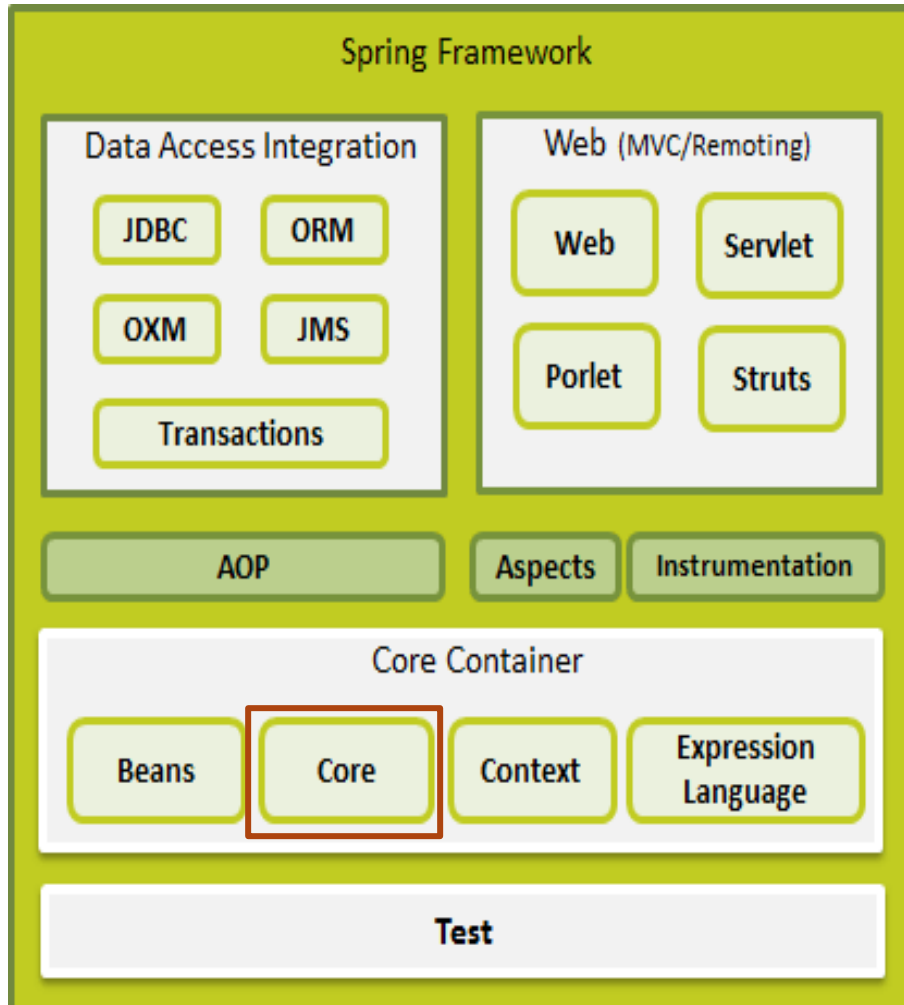 Spring Framework
Data Access Integration
JDBC
ORM
OXM
JMS
Transactions
Web (MVC/Remoting)
Web
Servlet
Porlet
Struts
AOP
Aspects
Instrumentation
Core Container
Beans
Core
Context
Expression
Language
Test